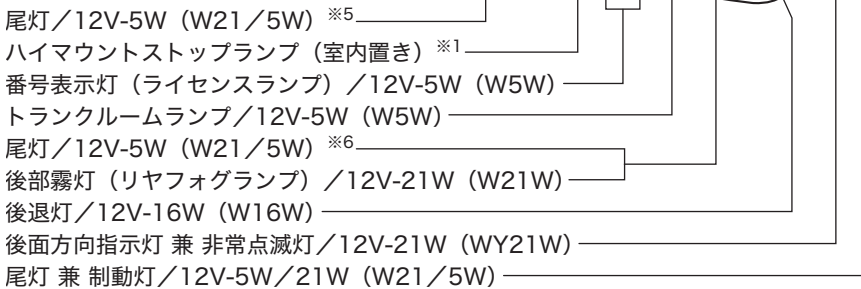 尾灯／12V-5W（W21／5W）※5
ハイマウントストップランプ（室内置き）※1
番号表示灯（ライセンスランプ）／12V-5W（W5W）
トランクルームランプ／12V-5W（W5W）
尾灯／12V-5W（W21／5W）※6
後部霧灯（リヤフォグランプ）／12V-21W（W21W）
後退灯／12V-16W（W16W）
後面方向指示灯 兼 非常点滅灯／12V-21W（WY21W）
尾灯 兼 制動灯／12V-5W／21W（W21／5W）